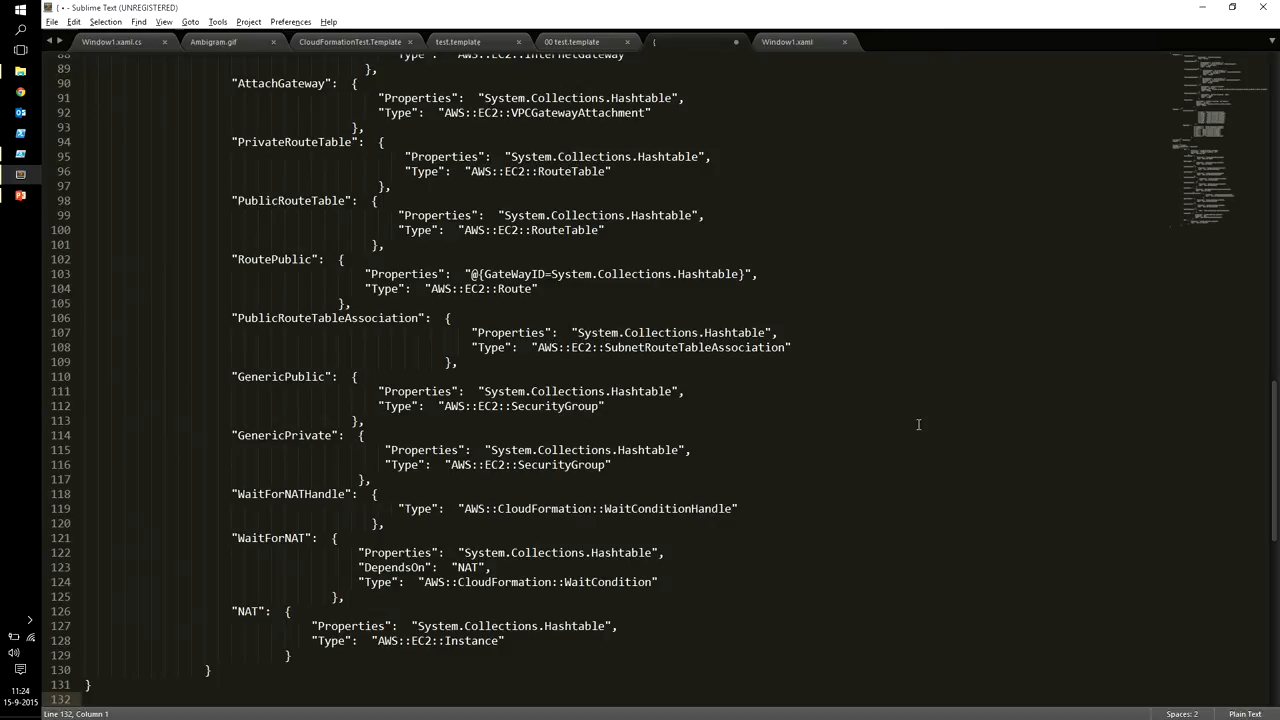 { • - Sublime Text (UNREGISTERED)
File Edit Selection Find View Goto Tools Project Preferences Help
Window1.xaml.cs × Ambigram.gif × CloudFormationTest.Template × test.template × 00 test.template × { Window1.xaml ×
88 "Type": "AWS::EC2::InternetGateway"
89 },
90 "AttachGateway": {
91 "Properties": "System.Collections.Hashtable",
92 "Type": "AWS::EC2::VPCGatewayAttachment"
93 },
94 "PrivateRouteTable": {
95 "Properties": "System.Collections.Hashtable",
96 "Type": "AWS::EC2::RouteTable"
97 },
98 "PublicRouteTable": {
99 "Properties": "System.Collections.Hashtable",
100 "Type": "AWS::EC2::RouteTable"
101 },
102 "RoutePublic": {
103 "Properties": "@{GateWayID=System.Collections.Hashtable}",
104 "Type": "AWS::EC2::Route"
105 },
106 "PublicRouteTableAssociation": {
107 "Properties": "System.Collections.Hashtable",
108 "Type": "AWS::EC2::SubnetRouteTableAssociation"
109 },
110 "GenericPublic": {
111 "Properties": "System.Collections.Hashtable",
112 "Type": "AWS::EC2::SecurityGroup"
113 },
114 "GenericPrivate": {
115 "Properties": "System.Collections.Hashtable",
116 "Type": "AWS::EC2::SecurityGroup"
117 },
118 "WaitForNATHandle": {
119 "Type": "AWS::CloudFormation::WaitConditionHandle"
120 },
121 "WaitForNAT": {
122 "Properties": "System.Collections.Hashtable",
123 "DependsOn": "NAT",
124 "Type": "AWS::CloudFormation::WaitCondition"
125 },
126 "NAT": {
127 "Properties": "System.Collections.Hashtable",
128 "Type": "AWS::EC2::Instance"
129 }
130 }
131 }
132
11:24
15-9-2015
Line 132, Column 1 Spaces: 2 Plain Text